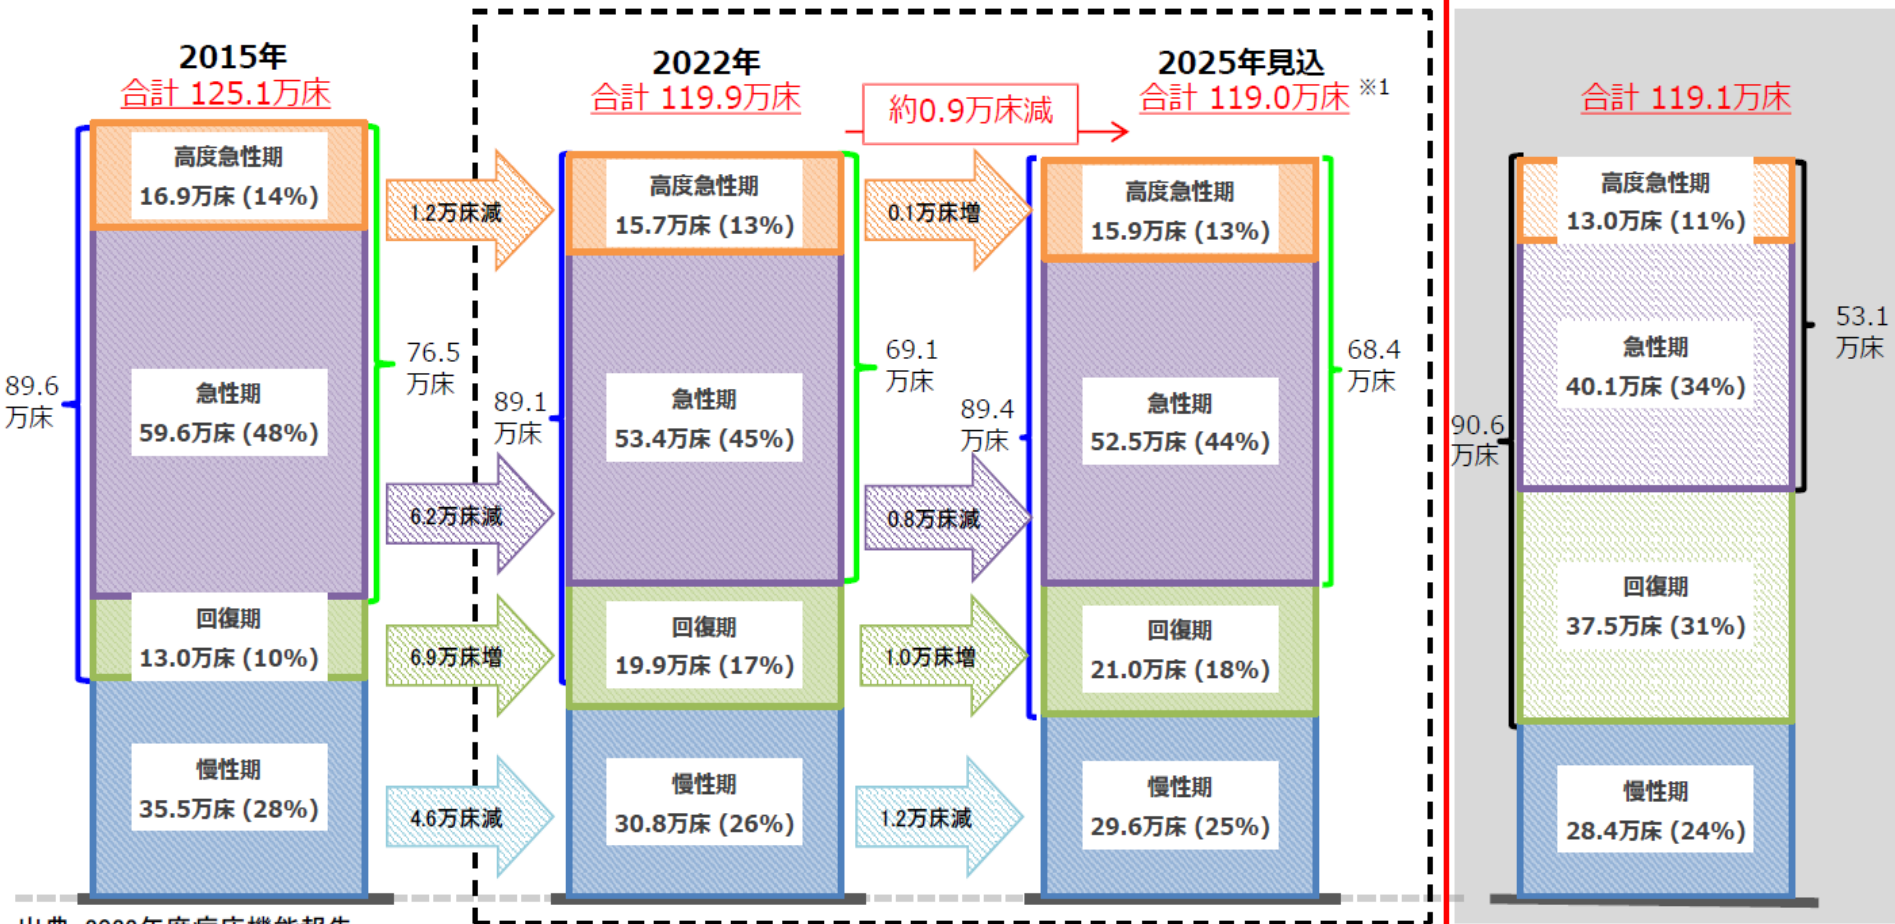 2015年
合計 125.1万床
高度急性期
16.9万床 (14%)
急性期
59.6万床 (48%)
回復期
13.0万床 (10%)
慢性期
35.5万床 (28%)
89.6
万床
76.5
万床
1.2万床減
6.2万床減
6.9万床増
4.6万床減
2022年
合計 119.9万床
高度急性期
15.7万床 (13%)
急性期
53.4万床 (45%)
回復期
19.9万床 (17%)
慢性期
30.8万床 (26%)
89.1
万床
69.1
万床
約0.9万床減
0.1万床増
0.8万床減
1.0万床増
1.2万床減
2025年見込
合計 119.0万床 ※1
高度急性期
15.9万床 (13%)
急性期
52.5万床 (44%)
回復期
21.0万床 (18%)
慢性期
29.6万床 (25%)
89.4
万床
68.4
万床
合計 119.1万床
高度急性期
13.0万床 (11%)
急性期
40.1万床 (34%)
回復期
37.5万床 (31%)
慢性期
28.4万床 (24%)
90.6
万床
53.1
万床